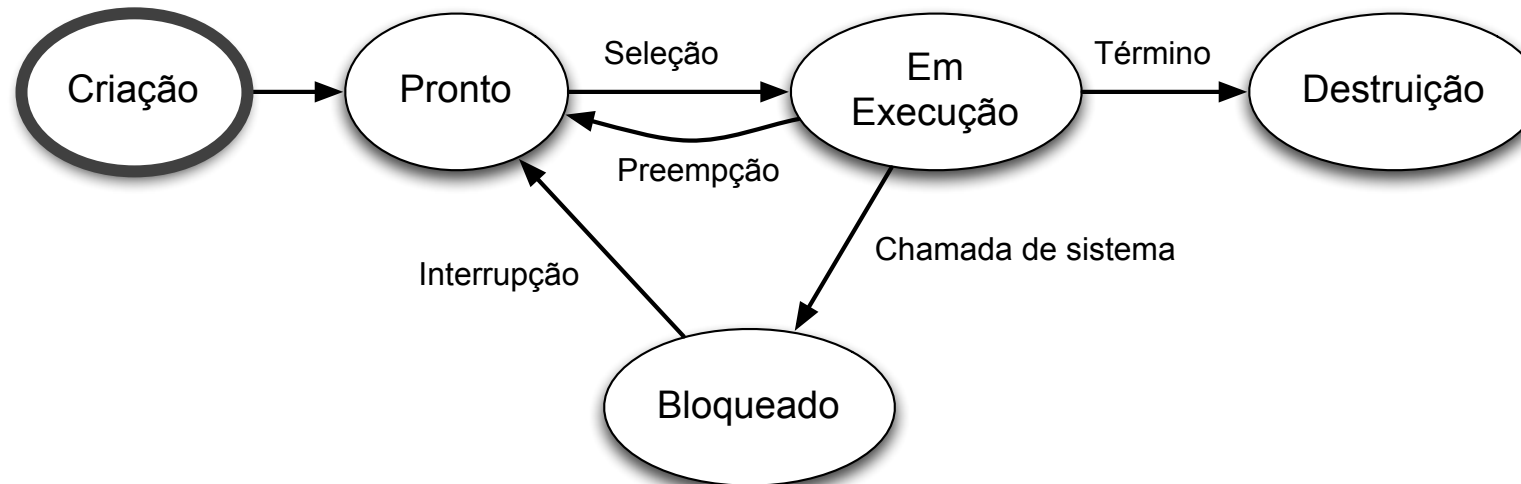 Criação
Pronto
Seleção
Em
Execução
Término
Destruição
Preempção
Chamada de sistema
Interrupção
Bloqueado